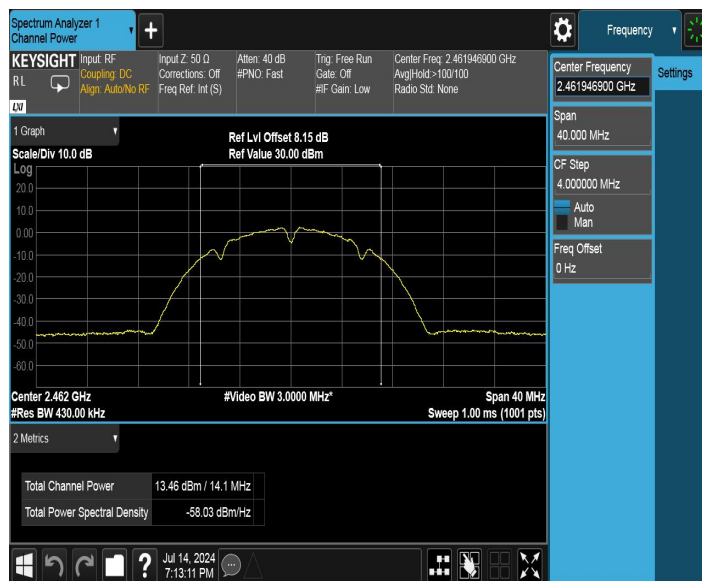 Spectrum Analyzer 1
Channel Power
+
Frequency
KEYSIGHT
RL
LXI
Input: RF
Coupling: DC
Align: Auto/No RF
Input Z: 50 Ω
Corrections: Off
Freq Ref: Int (S)
Atten: 40 dB
#PNO: Fast
Trig: Free Run
Gate: Off
#IF Gain: Low
Center Freq: 2.461946900 GHz
Avg|Hold:>100/100
Radio Std: None
Center Frequency
2.461946900 GHz
Settings
Span
40.000 MHz
CF Step
4.000000 MHz
Auto
Man
Freq Offset
0 Hz
1 Graph
Scale/Div 10.0 dB
Ref Lvl Offset 8.15 dB
Ref Value 30.00 dBm
Log
20.0
10.0
0.00
-10.0
-20.0
-30.0
-40.0
-50.0
-60.0
Center 2.462 GHz
#Video BW 3.0000 MHz*
Span 40 MHz
#Res BW 430.00 kHz
Sweep 1.00 ms (1001 pts)
2 Metrics
Total Channel Power 13.46 dBm / 14.1 MHz
Total Power Spectral Density -58.03 dBm/Hz
?
Jul 14, 2024
7:13:11 PM